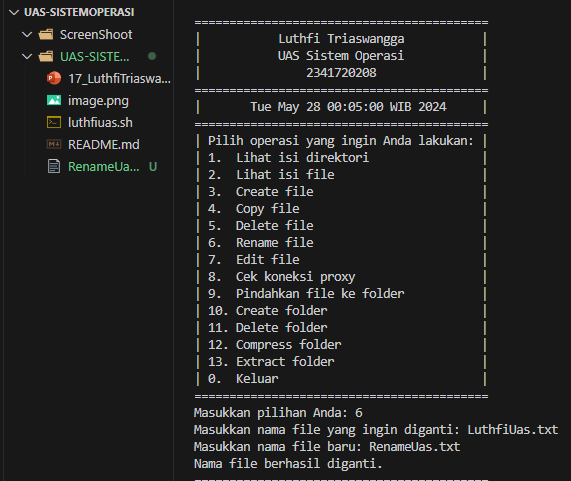 UAS-SISTEMOPERASI
ScreenShoot
UAS-SISTE...
17_LuthfiTriaswa...
image.png
luthfiuas.sh
README.md
RenameUa... U
==========================================
| Luthfi Triaswangga |
| UAS Sistem Operasi |
| 2341720208 |
==========================================
| Tue May 28 00:05:00 WIB 2024 |
==========================================
| Pilih operasi yang ingin Anda lakukan: |
| 1. Lihat isi direktori |
| 2. Lihat isi file |
| 3. Create file |
| 4. Copy file |
| 5. Delete file |
| 6. Rename file |
| 7. Edit file |
| 8. Cek koneksi proxy |
| 9. Pindahkan file ke folder |
| 10. Create folder |
| 11. Delete folder |
| 12. Compress folder |
| 13. Extract folder |
| 0. Keluar |
==========================================
Masukkan pilihan Anda: 6
Masukkan nama file yang ingin diganti: LuthfiUas.txt
Masukkan nama file baru: RenameUas.txt
Nama file berhasil diganti.
==========================================